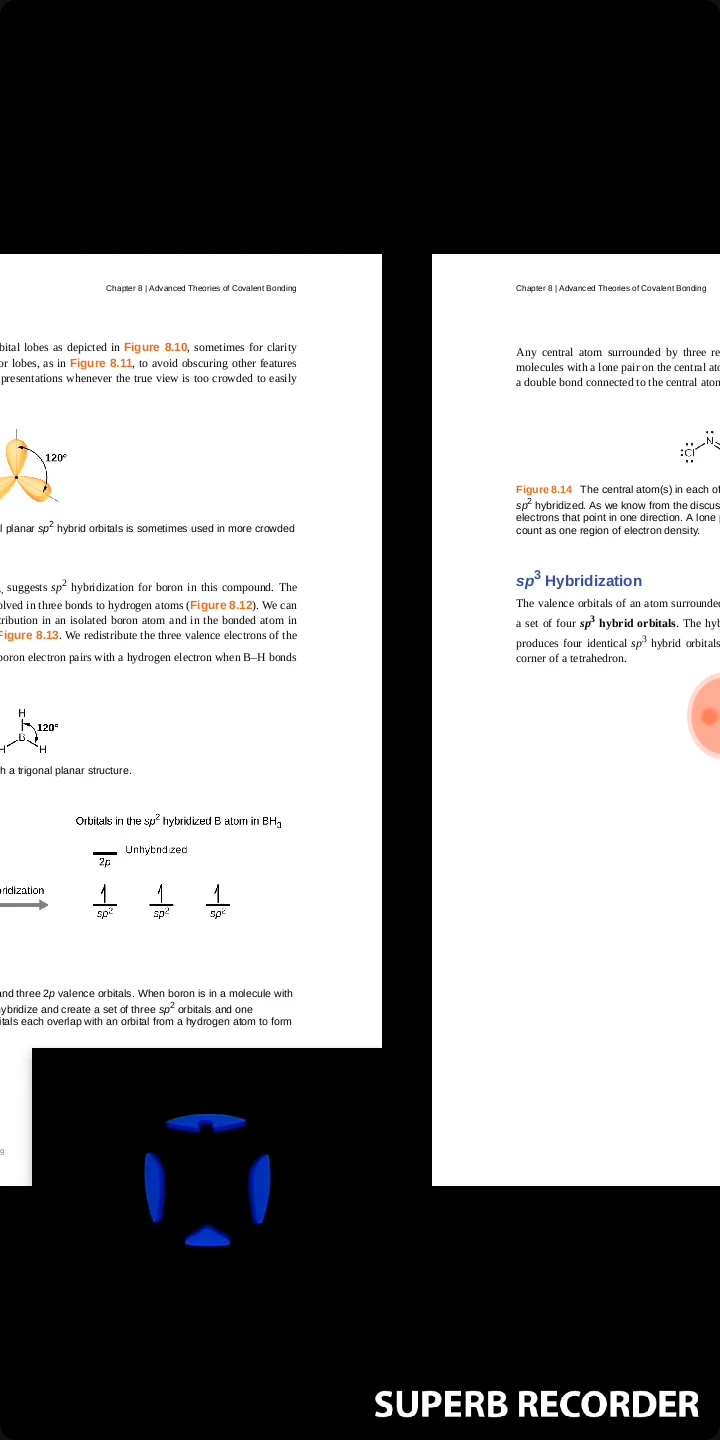 Chapter 8 | Advanced Theories of Covalent Bonding
bital lobes as depicted in Figure 8.10, sometimes for clarity
or lobes, as in Figure 8.11, to avoid obscuring other features
presentations whenever the true view is too crowded to easily
120°
l planar sp² hybrid orbitals is sometimes used in more crowded
suggests sp² hybridization for boron in this compound. The
olved in three bonds to hydrogen atoms (Figure 8.12). We can
tribution in an isolated boron atom and in the bonded atom in
Figure 8.13. We redistribute the three valence electrons of the
boron electron pairs with a hydrogen electron when B–H bonds
H
120°
B
H H
h a trigonal planar structure.
Orbitals in the sp² hybridized B atom in BH₃
Unhybridized
2p
ridization
sp² sp² sp²
and three 2p valence orbitals. When boron is in a molecule with
ybridize and create a set of three sp² orbitals and one
itals each overlap with an orbital from a hydrogen atom to form
9
Chapter 8 | Advanced Theories of Covalent Bonding
Any central atom surrounded by three re
molecules with a lone pair on the central ato
a double bond connected to the central atom
Cl N
Figure 8.14 The central atom(s) in each of
sp² hybridized. As we know from the discus
electrons that point in one direction. A lone p
count as one region of electron density.
sp³ Hybridization
The valence orbitals of an atom surrounded
a set of four sp³ hybrid orbitals. The hyb
produces four identical sp³ hybrid orbitals
corner of a tetrahedron.
SUPERB RECORDER